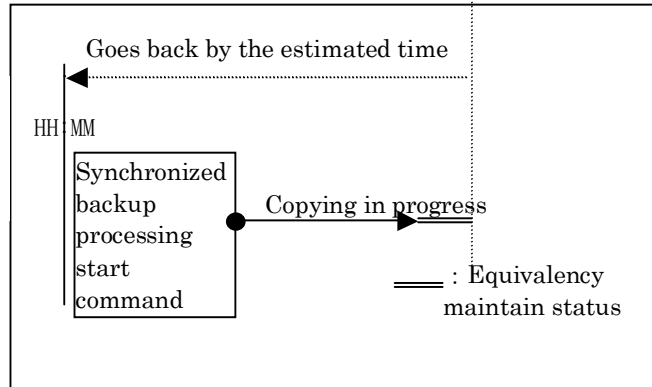 Goes back by the estimated time
HH:MM
Synchronized
backup
processing
start
command
Copying in progress
: Equivalency
maintain status